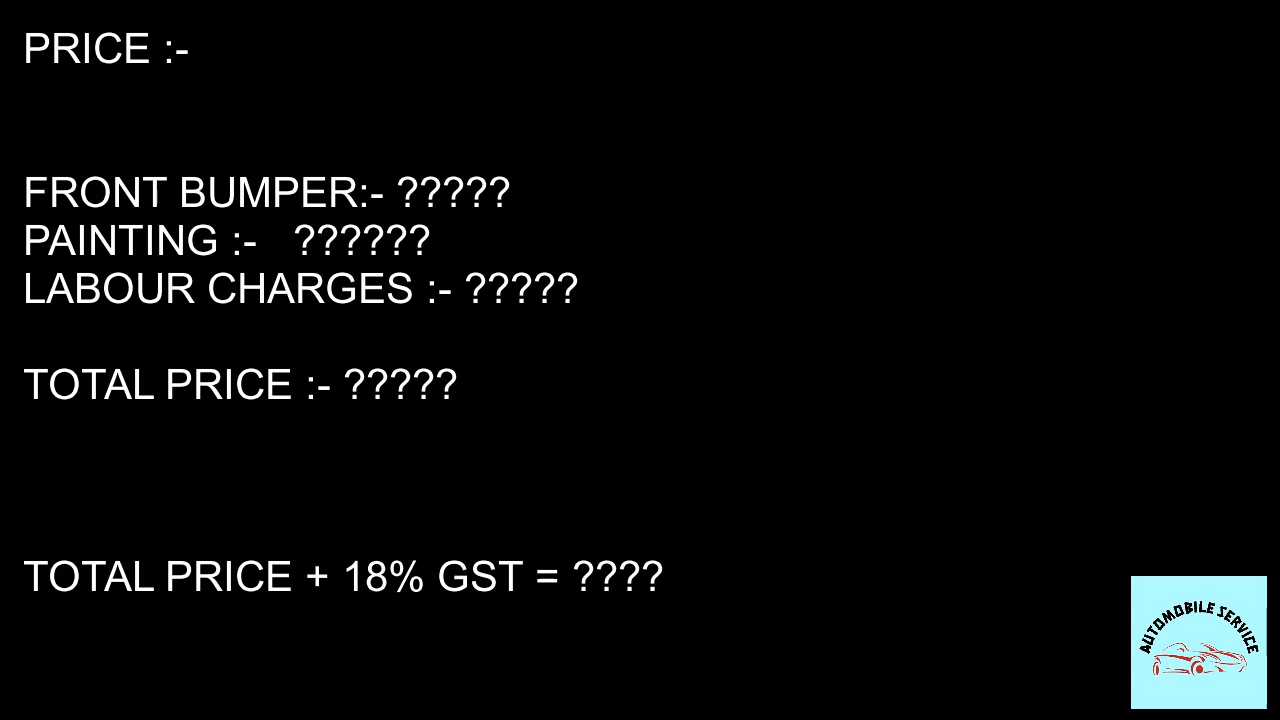 PRICE :-
FRONT BUMPER:- ?????
PAINTING :-   ??????
LABOUR CHARGES :- ?????
TOTAL PRICE :- ?????
TOTAL PRICE + 18% GST = ????
AUTOMOBILE SERVICE